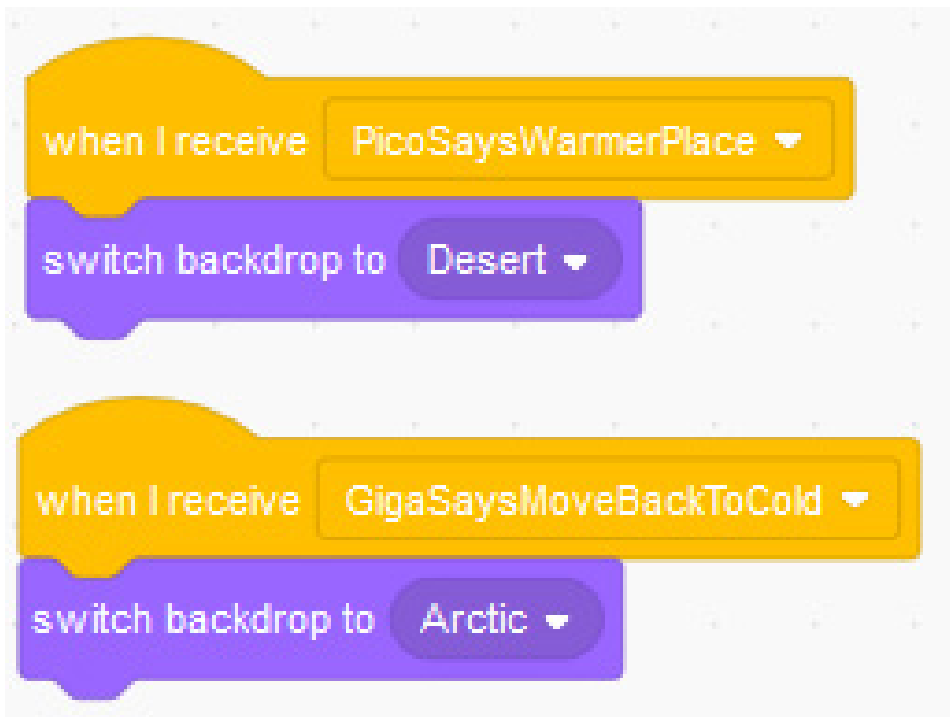 when I receive PicoSaysWarmerPlace
switch backdrop to Desert
when I receive GigaSaysMoveBackToCold
switch backdrop to Arctic